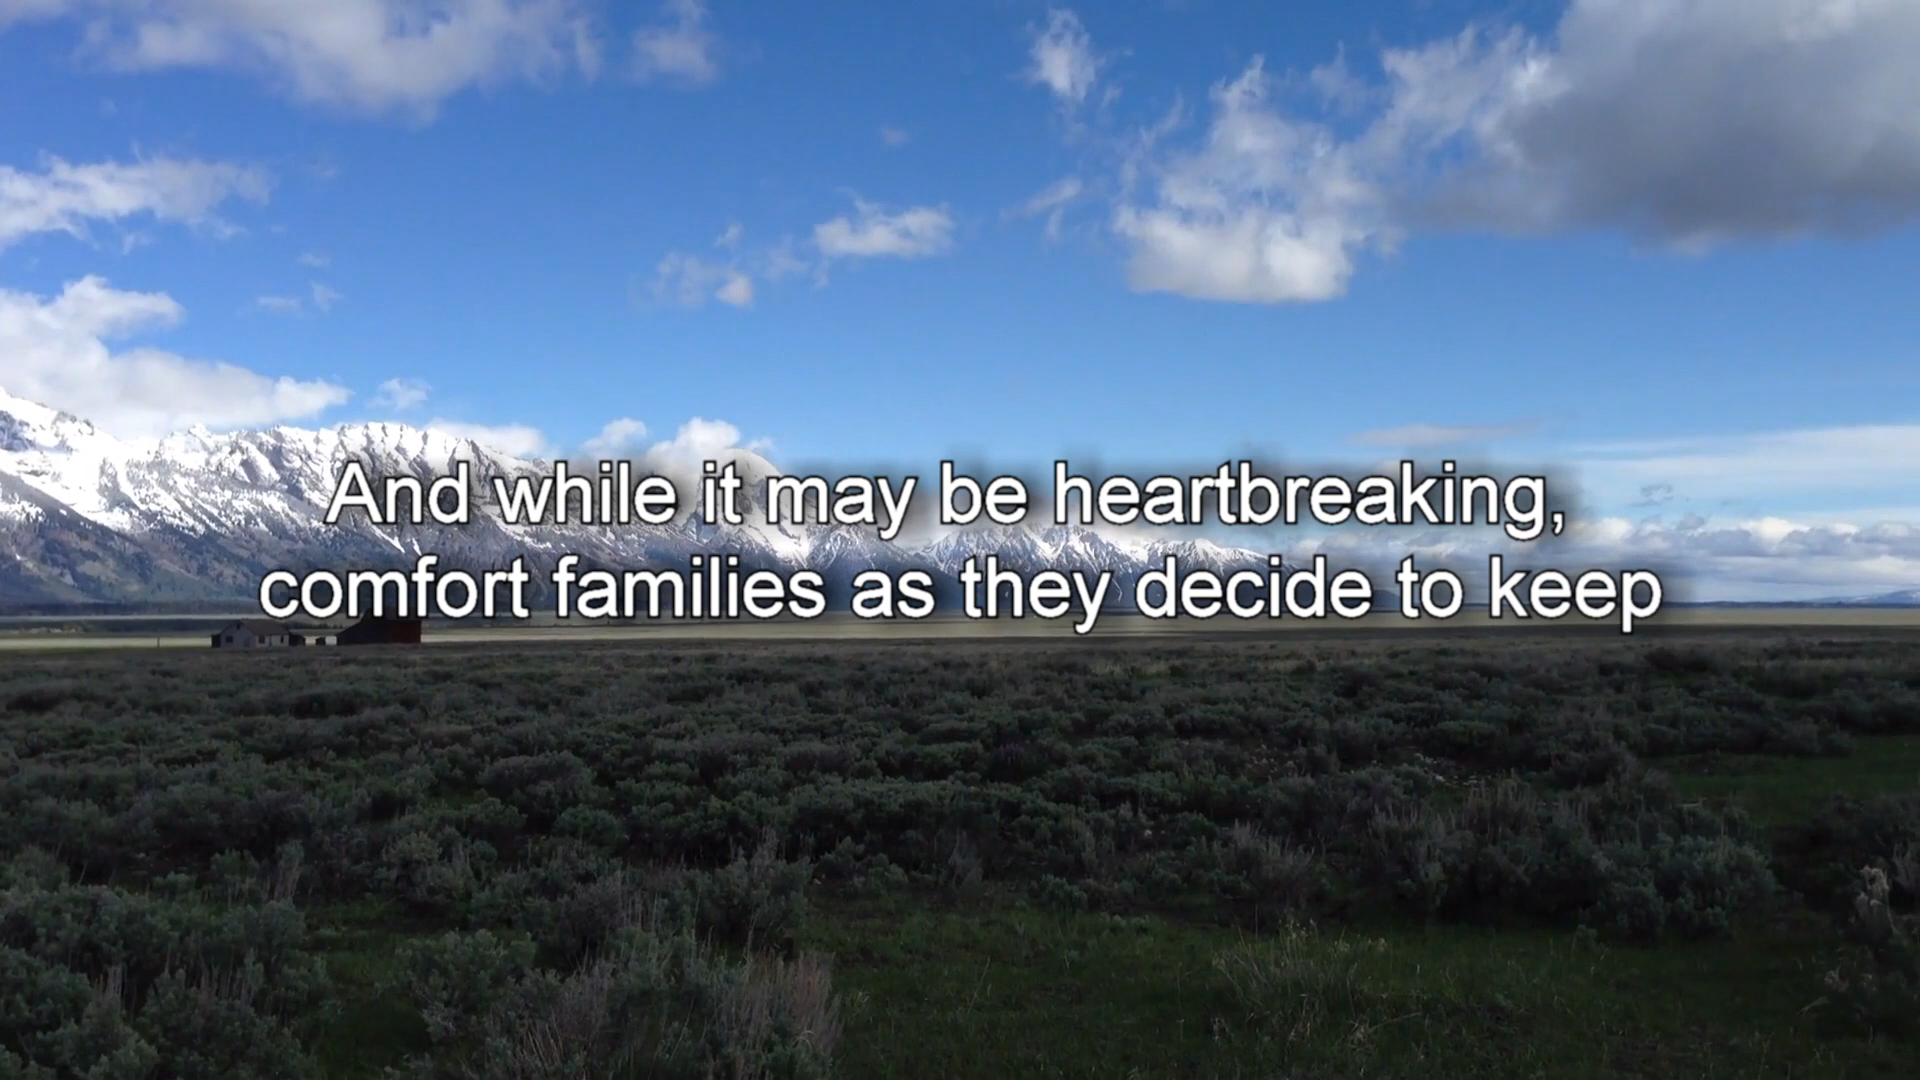 And while it may be heartbreaking,
comfort families as they decide to keep